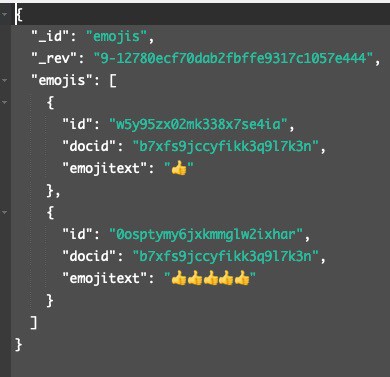 {
"_id": "emojis",
"_rev": "9-12780ecf70dab2fbffe9317c1057e444",
"emojis": [
{
"id": "w5y95zx02mk338x7se4ia",
"docid": "b7xfs9jccyfikk3q9l7k3n",
"emojitext": "👍"
},
{
"id": "0osptymy6jxkmmglw2ixhar",
"docid": "b7xfs9jccyfikk3q9l7k3n",
"emojitext": "👍👍👍👍👍"
}
]
}